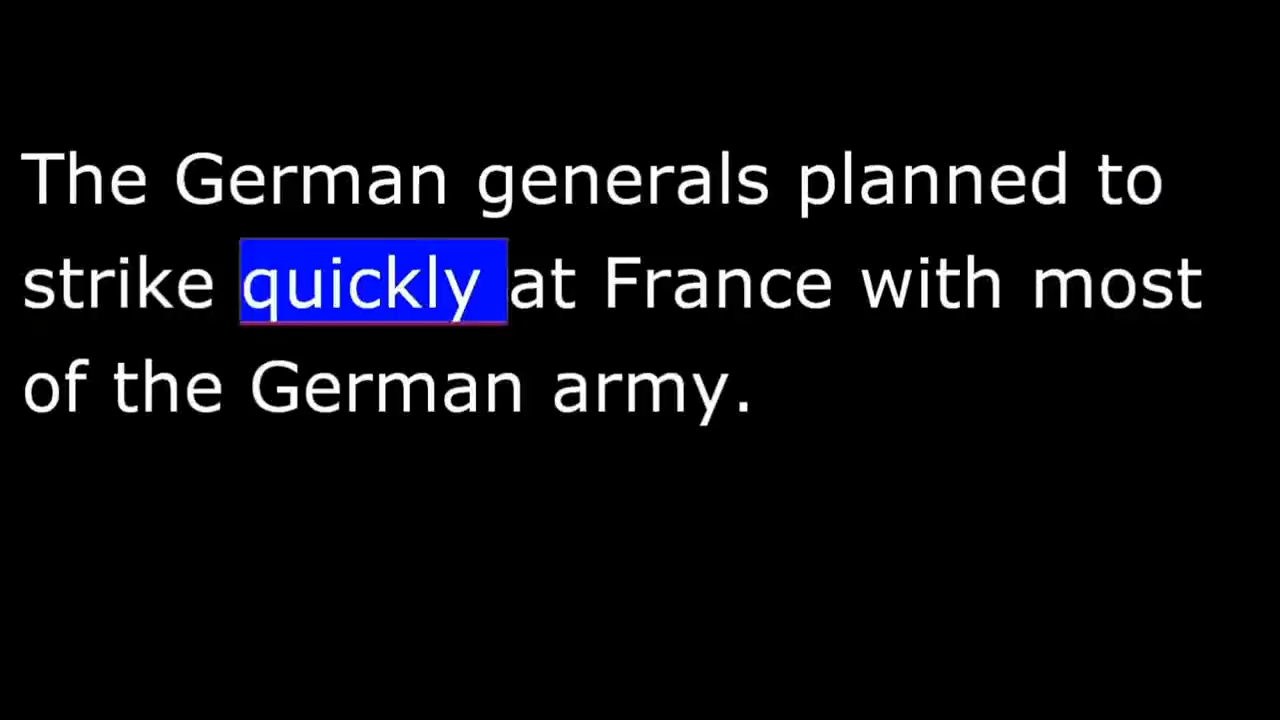 The German generals planned to
strike quickly at France with most
of the German army.